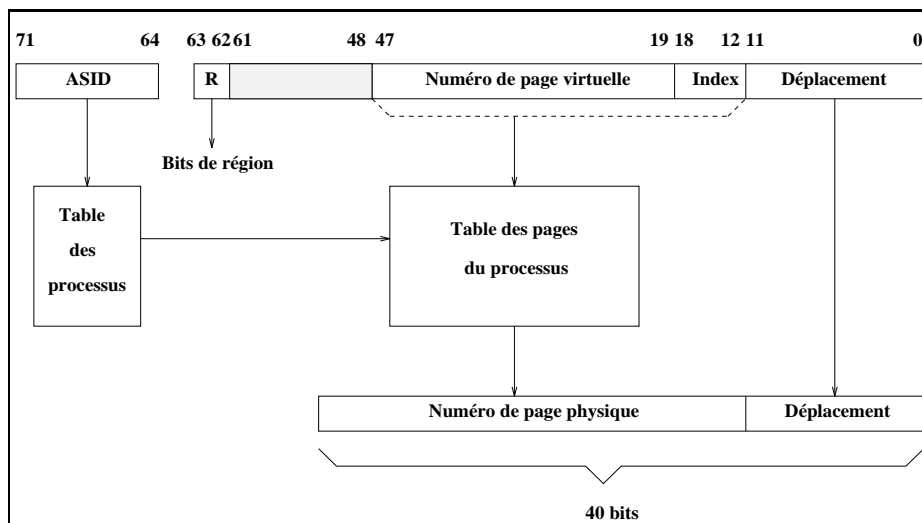 71 64 63 62 61 48 47 19 18 12 11 0
ASID R Numéro de page virtuelle Index Déplacement
Bits de région
Table
des
processus
Table des pages
du processus
Numéro de page physique Déplacement
40 bits